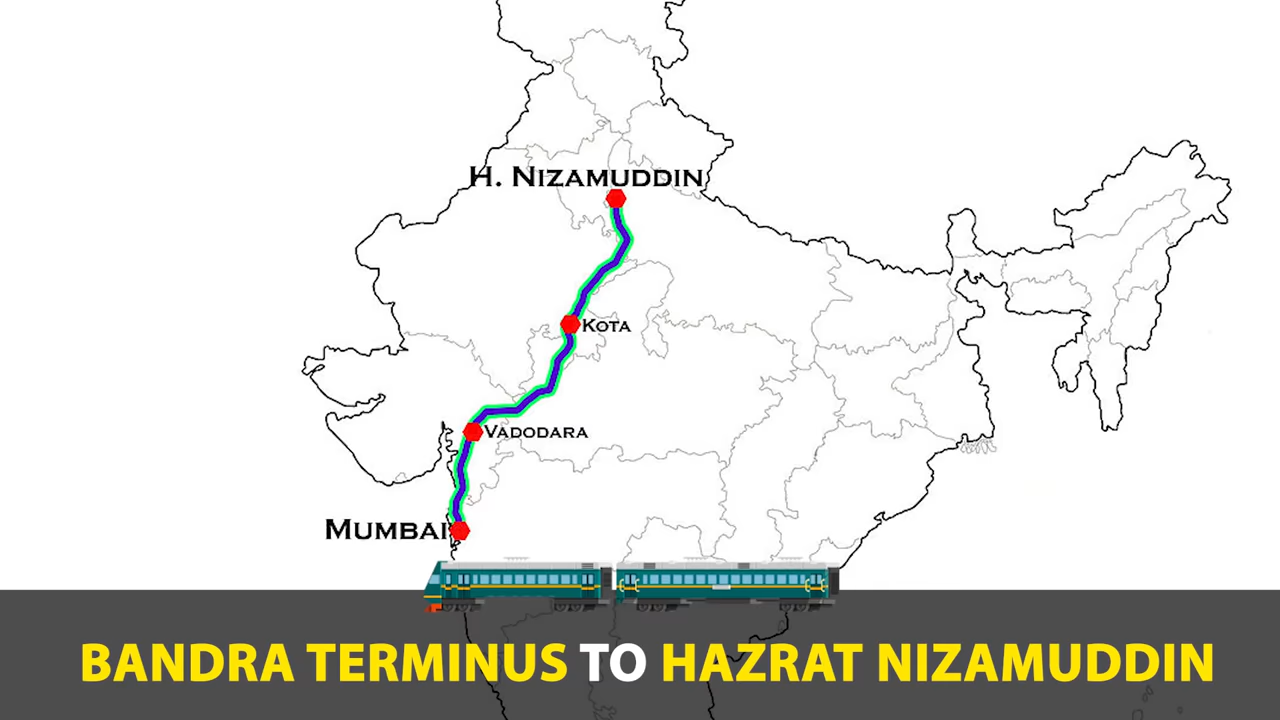 H. Nizamuddin
Kota
Vadodara
Mumbai
BANDRA TERMINUS TO HAZRAT NIZAMUDDIN